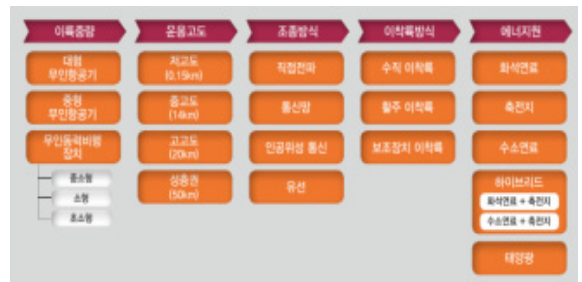 이륙중량
운용고도
조종방식
이착륙방식
에너지원
대형
무인항공기
중형
무인항공기
무인동력비행
장치
중소형
소형
초소형
저고도
(0.15km)
중고도
(14km)
고고도
(20km)
성층권
(50km)
직접전파
통신망
인공위성 통신
유선
수직 이착륙
활주 이착륙
보조장치 이착륙
화석연료
축전지
수소연료
하이브리드
화석연료 + 축전지
수소연료 + 축전지
태양광